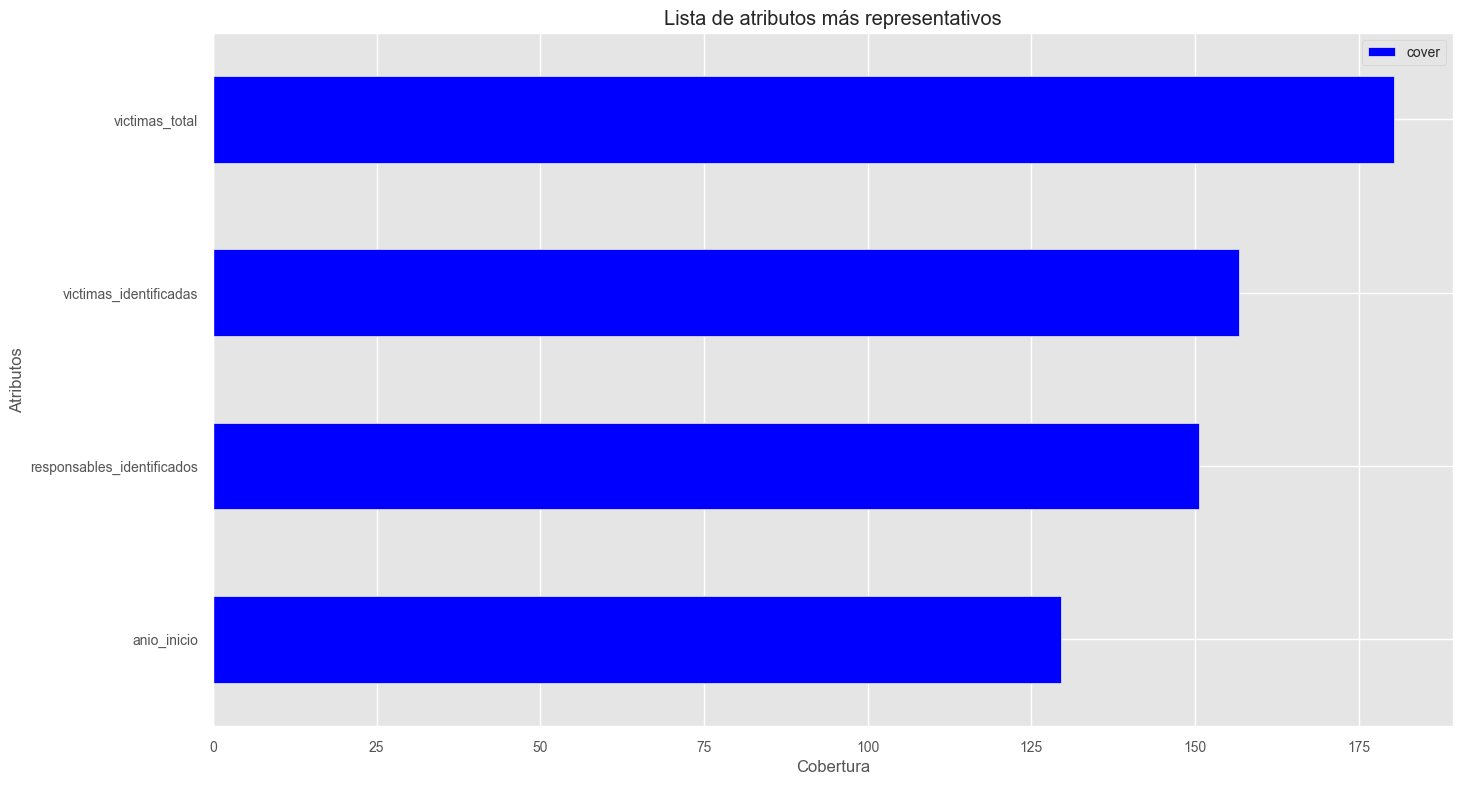 Lista de atributos más representativos
cover
victimas_total
victimas_identificadas
responsables_identificados
anio_inicio
Atributos
0 25 50 75 100 125 150 175
Cobertura